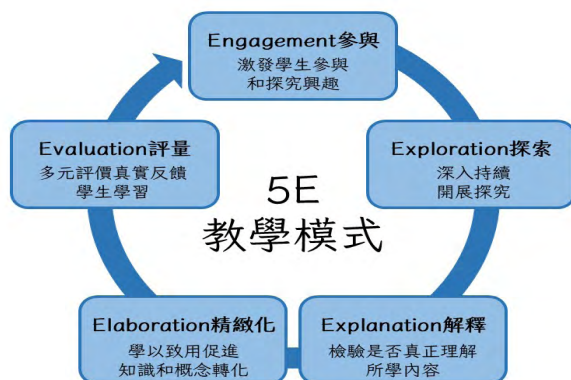 Engagement參與
激發學生參與
和探究興趣
Exploration探索
深入持續
開展探究
Explanation解釋
檢驗是否真正理解
所學內容
Elaboration精緻化
學以致用促進
知識和概念轉化
Evaluation評量
多元評價真實反饋
學生學習
5E
教學模式